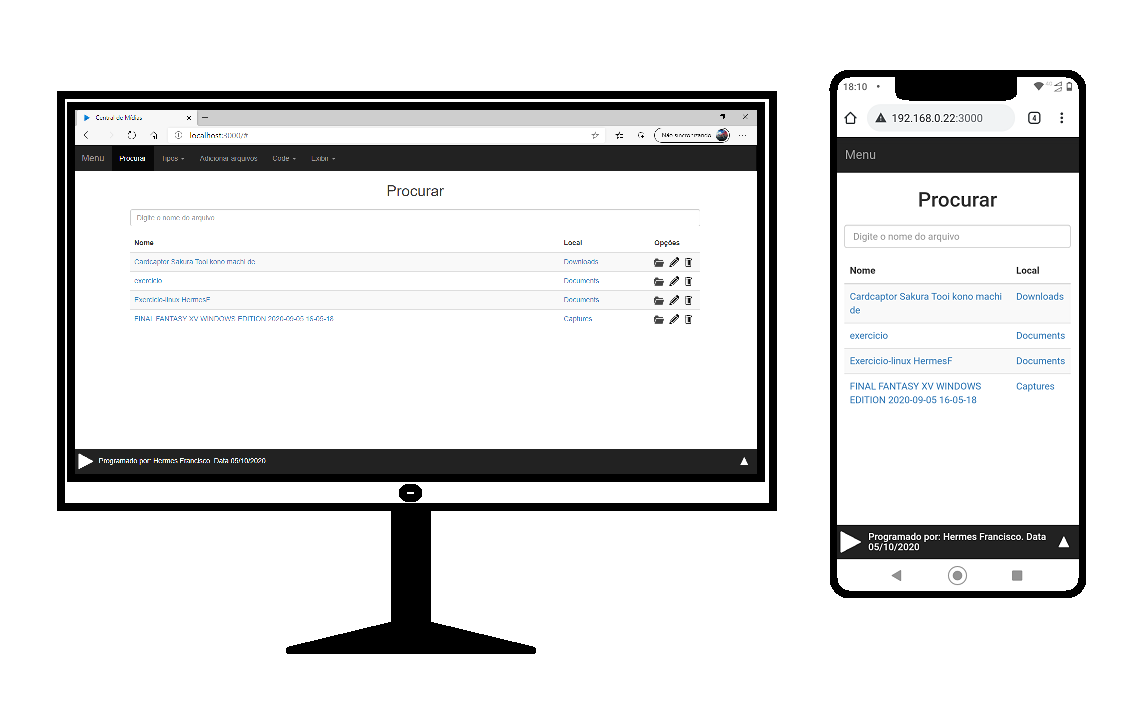 Central de Mídias
localhost:3000/#
Não sincronizando
Menu Procurar Tipos Adicionar arquivos Code Exibir
Procurar
Digite o nome do arquivo
Nome Local Opções
Cardcaptor Sakura Tooi kono machi de Downloads
exercicio Documents
Exercicio-linux HermesF Documents
FINAL FANTASY XV WINDOWS EDITION 2020-09-05 16-05-18 Captures
Programado por: Hermes Francisco. Data 05/10/2020
18:10
192.168.0.22:3000
4
Menu
Procurar
Digite o nome do arquivo
Nome Local
Cardcaptor Sakura Tooi kono machi Downloads
de
exercicio Documents
Exercicio-linux HermesF Documents
FINAL FANTASY XV WINDOWS Captures
EDITION 2020-09-05 16-05-18
Programado por: Hermes Francisco. Data
05/10/2020